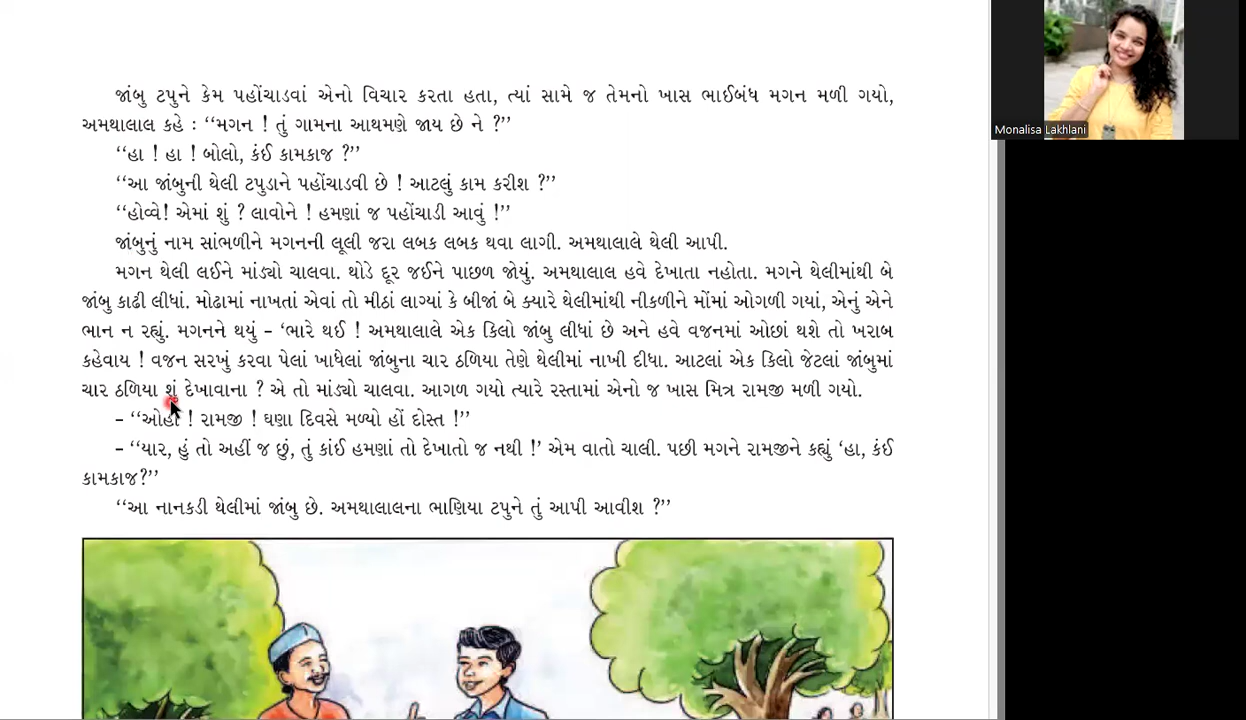 જાંબુ ટપુને કેમ પહોંચાડવાં એનો વિચાર કરતા હતા, ત્યાં સામે જ તેમનો ખાસ ભાઈબંધ મગન મળી ગયો,
અમથાલાલ કહે : ‘‘મગન ! તું ગામના આથમણે જાય છે ને ?’’
‘‘હા ! હા ! બોલો, કંઈ કામકાજ ?’’
‘‘આ જાંબુની થેલી ટપુડાને પહોંચાડવી છે ! આટલું કામ કરીશ ?’’
‘‘હોવ્વે! એમાં શું ? લાવોને ! હમણાં જ પહોંચાડી આવું !’’
જાંબુનું નામ સાંભળીને મગનની લૂલી જરા લબક લબક થવા લાગી. અમથાલાલે થેલી આપી.
મગન થેલી લઈને માંડ્યો ચાલવા. થોડે દૂર જઈને પાછળ જોયું. અમથાલાલ હવે દેખાતા નહોતા. મગને થેલીમાંથી બે
જાંબુ કાઢી લીધાં. મોઢામાં નાખતાં એવાં તો મીઠાં લાગ્યાં કે બીજાં બે ક્યારે થેલીમાંથી નીકળીને મોંમાં ઓગળી ગયાં, એનું એને
ભાન ન રહ્યું. મગનને થયું – ‘ભારે થઈ ! અમથાલાલે એક કિલો જાંબુ લીધાં છે અને હવે વજનમાં ઓછાં થશે તો ખરાબ
કહેવાય ! વજન સરખું કરવા પેલાં ખાધેલાં જાંબુના ચાર ઠળિયા તેણે થેલીમાં નાખી દીધા. આટલાં એક કિલો જેટલાં જાંબુમાં
ચાર ઠળિયા શું દેખાવાના ? એ તો માંડ્યો ચાલવા. આગળ ગયો ત્યારે રસ્તામાં એનો જ ખાસ મિત્ર રામજી મળી ગયો.
– ‘‘ઓહો ! રામજી ! ઘણા દિવસે મળ્યો હોં દોસ્ત !’’
– ‘‘યાર, હું તો અહીં જ છું, તું કાંઈ હમણાં તો દેખાતો જ નથી !’ એમ વાતો ચાલી. પછી મગને રામજીને કહ્યું ‘હા, કંઈ
કામકાજ?’’
‘‘આ નાનકડી થેલીમાં જાંબુ છે. અમથાલાલના ભાણિયા ટપુને તું આપી આવીશ ?’’
Monalisa Lakhlani